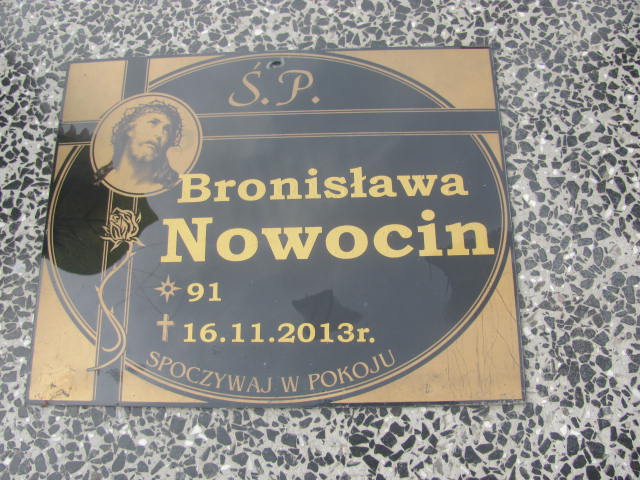 Ś.P.
Bronisława
Nowocin
91
16.11.2013r.
SPOCZYWAJ W POKOJU